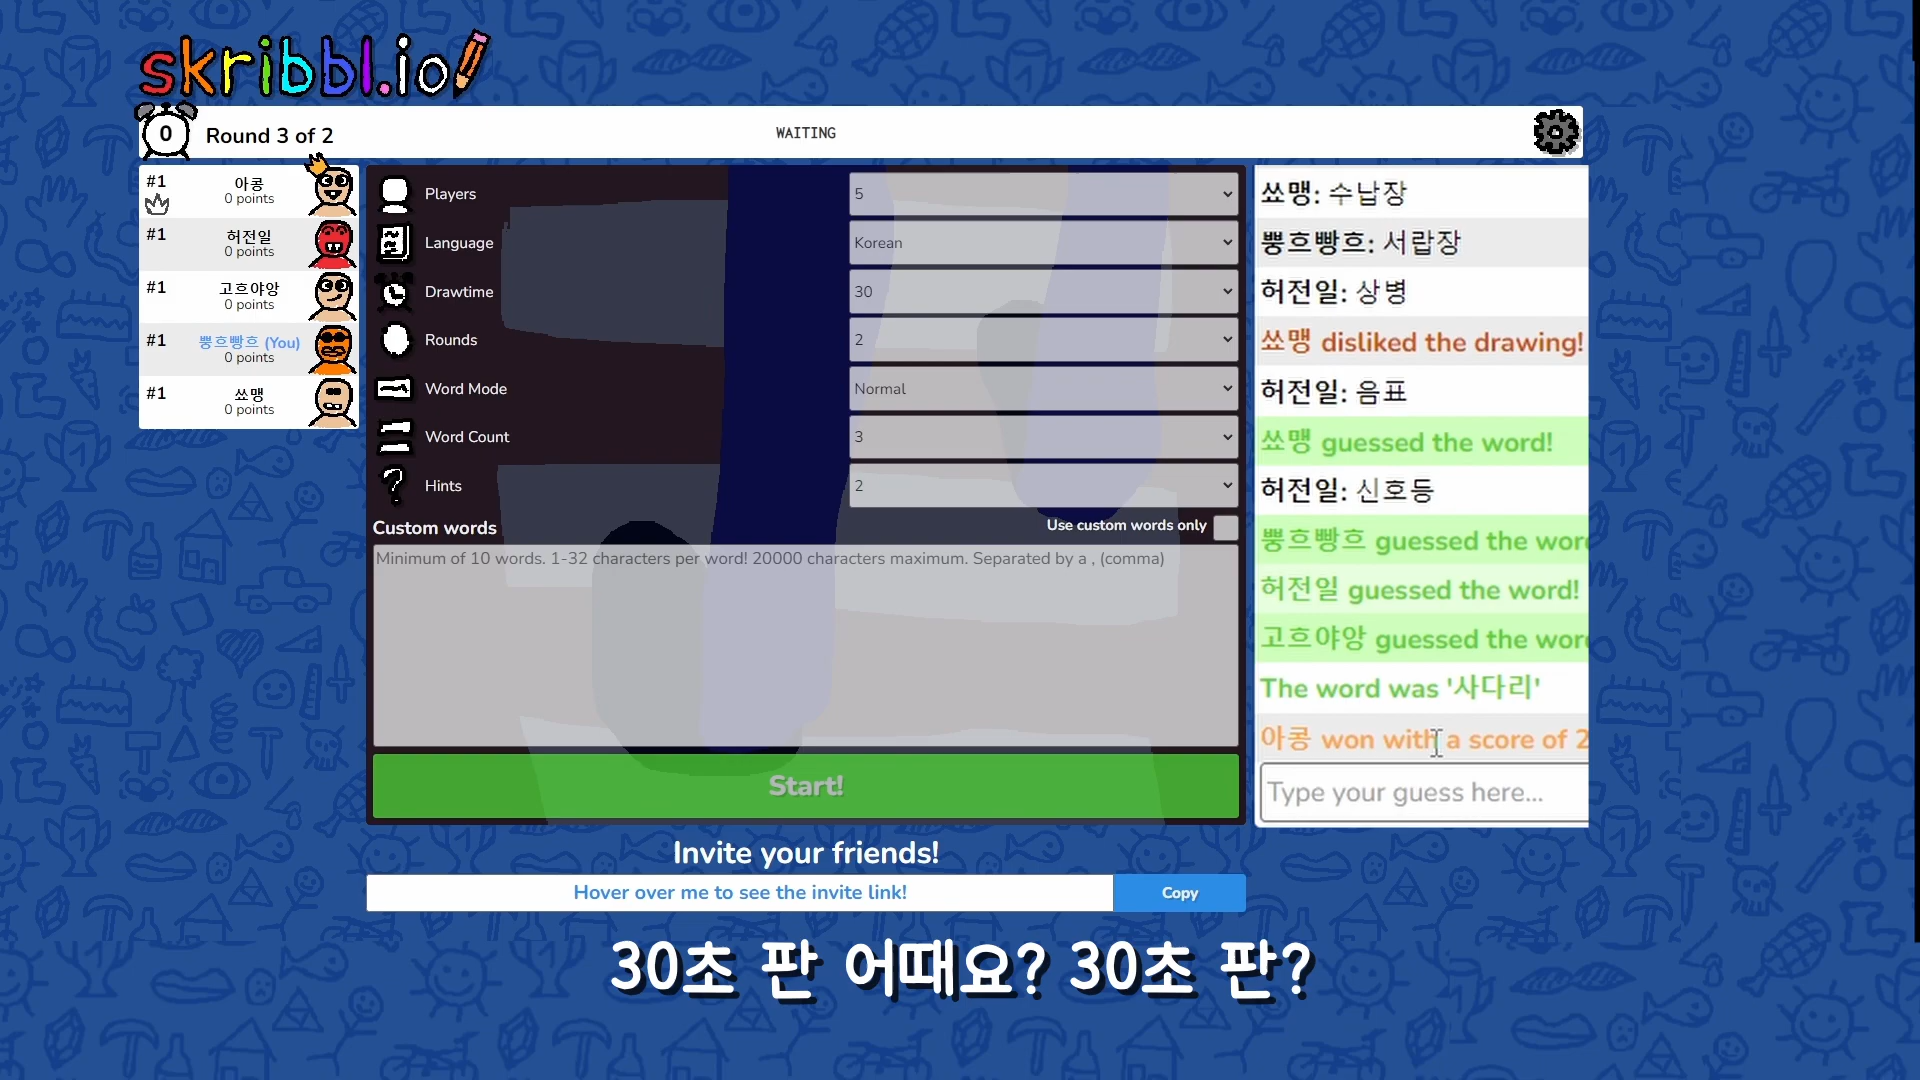 skribbl.io
0
Round 3 of 2
WAITING
#1 아콩
0 points
#1 허전일
0 points
#1 고흐야앙
0 points
#1 뿡흐빵흐 (You)
0 points
#1 쏘맹
0 points
Players 5
Language Korean
Drawtime 30
Rounds 2
Word Mode Normal
Word Count 3
Hints 2
Custom words Use custom words only
Minimum of 10 words. 1-32 characters per word! 20000 characters maximum. Separated by a , (comma)
Start!
쏘맹: 수납장
뿡흐빵흐: 서랍장
허전일: 상병
쏘맹 disliked the drawing!
허전일: 음표
쏘맹 guessed the word!
허전일: 신호등
뿡흐빵흐 guessed the word
허전일 guessed the word!
고흐야앙 guessed the word
The word was '사다리'
아콩 won with a score of 2
Type your guess here...
Invite your friends!
Hover over me to see the invite link!
Copy
30초 판 어때요? 30초 판?